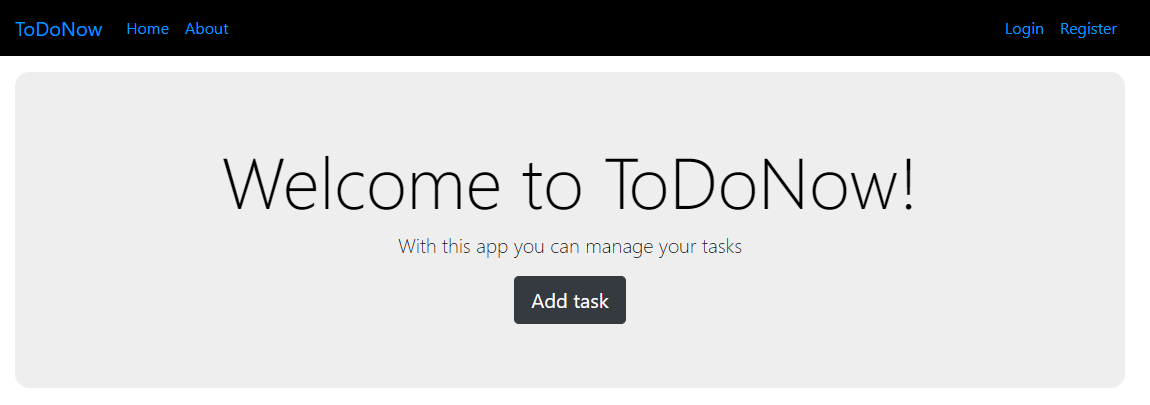 ToDoNow Home About Login Register
Welcome to ToDoNow!
With this app you can manage your tasks
Add task